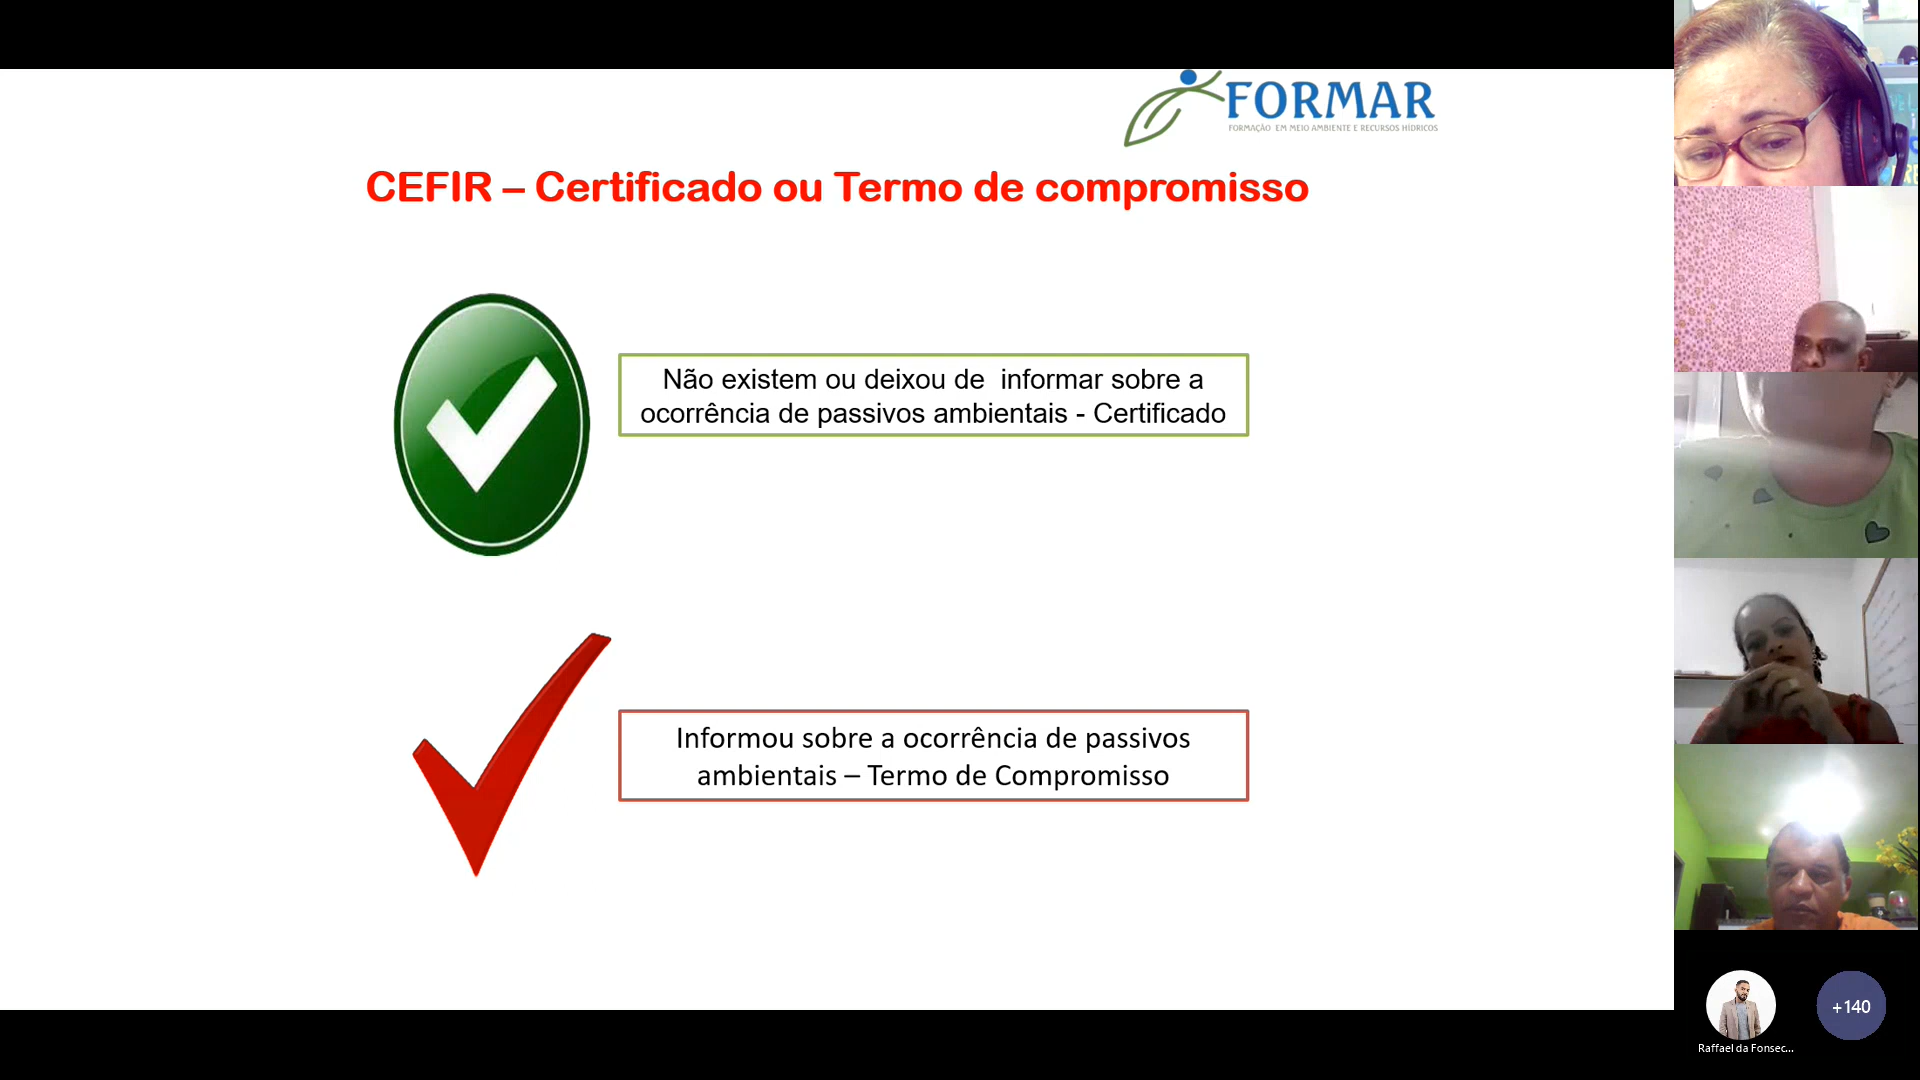 FORMAR
FORMAÇÃO EM MEIO AMBIENTE E RECURSOS HÍDRICOS
CEFIR – Certificado ou Termo de compromisso
Não existem ou deixou de informar sobre a
ocorrência de passivos ambientais - Certificado
Informou sobre a ocorrência de passivos
ambientais – Termo de Compromisso
+140
Raffael da Fonsec...